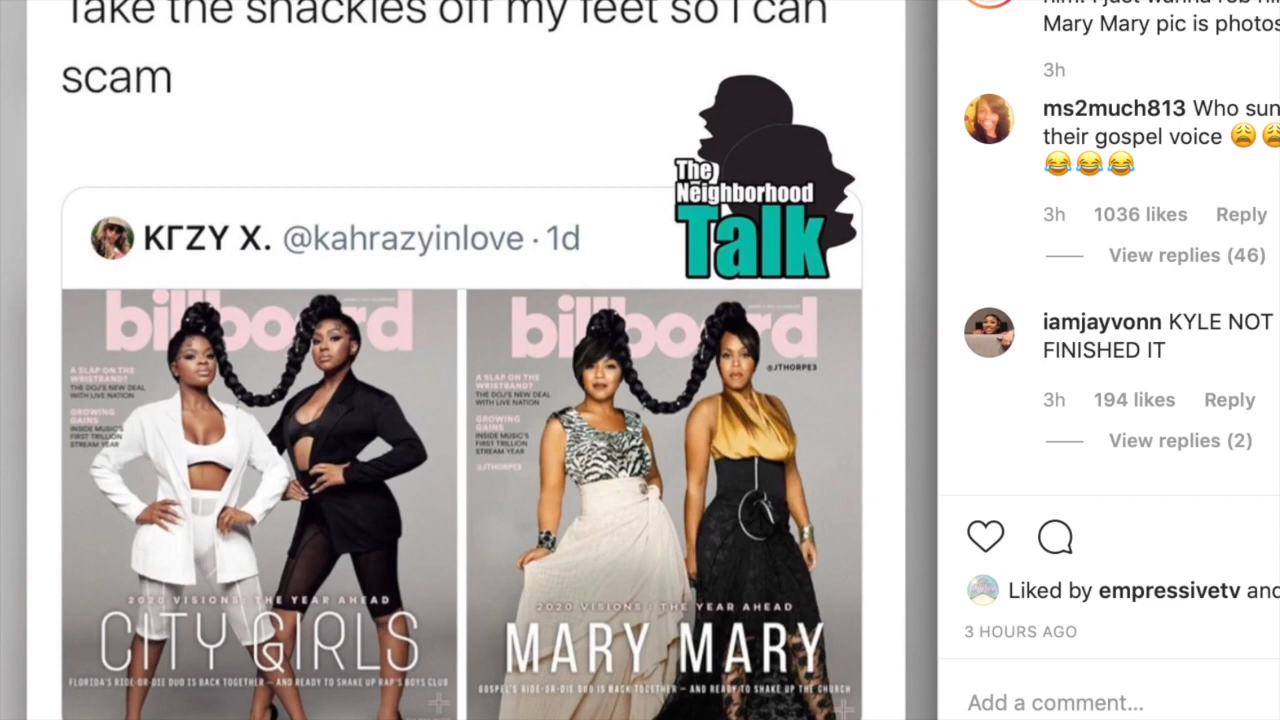 Take the shackles off my feet so I can
scam
The
Neighborhood
Talk
KГZY X. @kahrazyinlove · 1d
billboard
A SLAP ON THE
WRISTBAND?
THE DOJ'S NEW DEAL
WITH LIVE NATION
GROWING
GAINS
INSIDE MUSIC'S
FIRST TRILLION
STREAM YEAR
2020 VISIONS: THE YEAR AHEAD
CITY GIRLS
FLORIDA'S RIDE-OR-DIE DUO IS BACK TOGETHER — AND READY TO SHAKE UP RAP'S BOYS CLUB
billboard
@JTHORPE3
A SLAP ON THE
WRISTBAND?
THE DOJ'S NEW DEAL
WITH LIVE NATION
GROWING
GAINS
INSIDE MUSIC'S
FIRST TRILLION
STREAM YEAR
@JTHORPE3
2020 VISIONS: THE YEAR AHEAD
MARY MARY
GOSPEL'S RIDE-OR-DIE DUO IS BACK TOGETHER — AND READY TO SHAKE UP THE CHURCH
Mary Mary pic is photos
3h
ms2much813 Who sun
their gospel voice 😩😩
😂😂😂
3h 1036 likes Reply
View replies (46)
iamjayvonn KYLE NOT
FINISHED IT
3h 194 likes Reply
View replies (2)
Liked by empressivetv and
3 HOURS AGO
Add a comment...